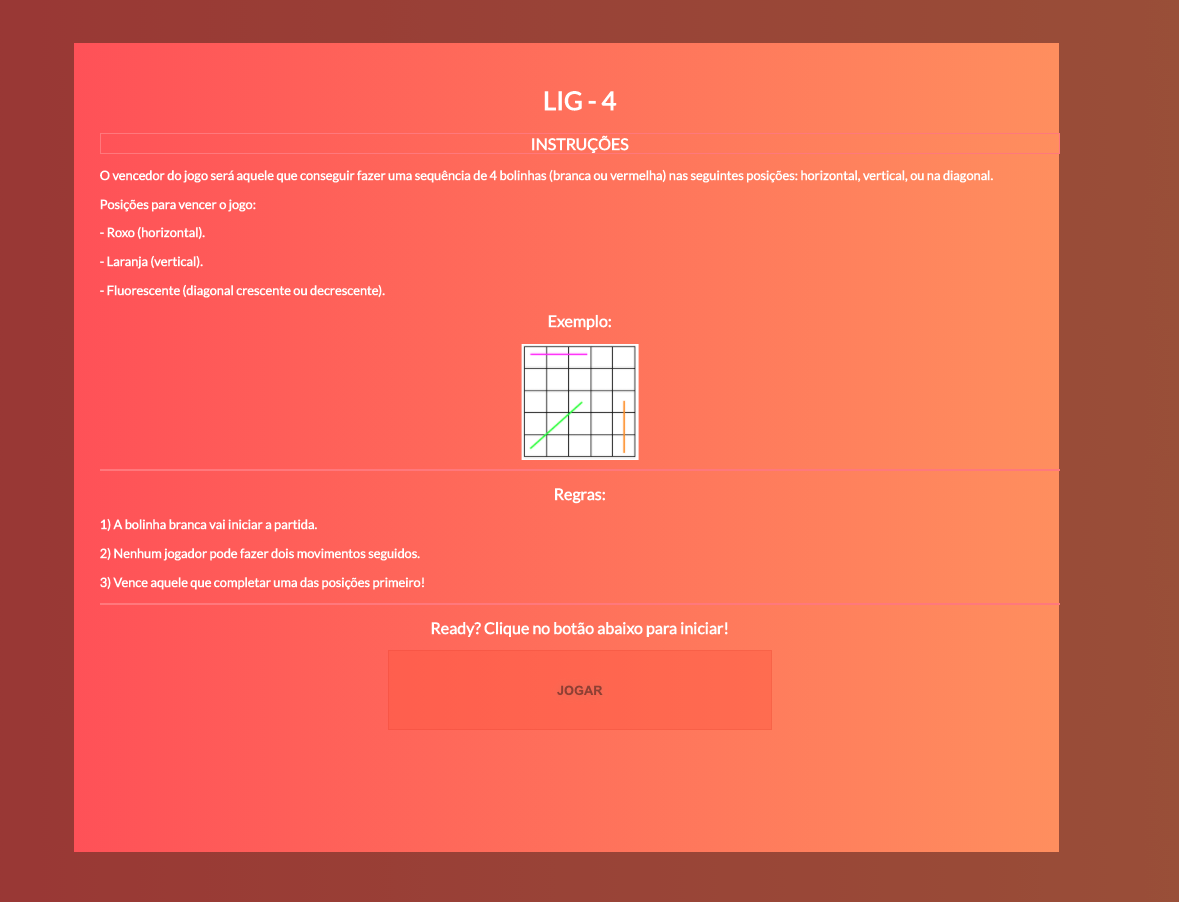 LIG - 4
INSTRUÇÕES
O vencedor do jogo será aquele que conseguir fazer uma sequência de 4 bolinhas (branca ou vermelha) nas seguintes posições: horizontal, vertical, ou na diagonal.
Posições para vencer o jogo:
- Roxo (horizontal).
- Laranja (vertical).
- Fluorescente (diagonal crescente ou decrescente).
Exemplo:
Regras:
1) A bolinha branca vai iniciar a partida.
2) Nenhum jogador pode fazer dois movimentos seguidos.
3) Vence aquele que completar uma das posições primeiro!
Ready? Clique no botão abaixo para iniciar!
JOGAR